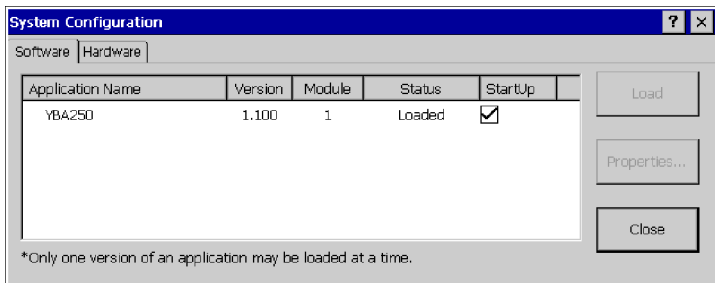 System Configuration ? ×
Software Hardware
Application Name Version Module Status StartUp
YBA250 1.100 1 Loaded
Load
Properties...
Close
*Only one version of an application may be loaded at a time.